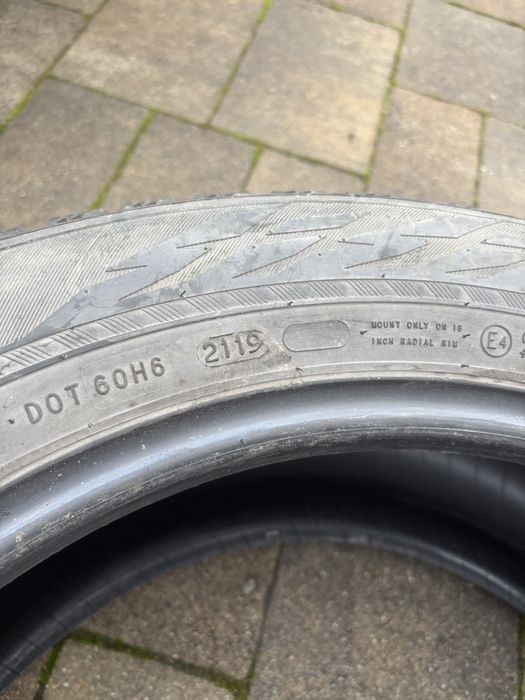 DOT 60H6 2119
MOUNT ONLY ON 16
INCH RADIAL RIM
E4